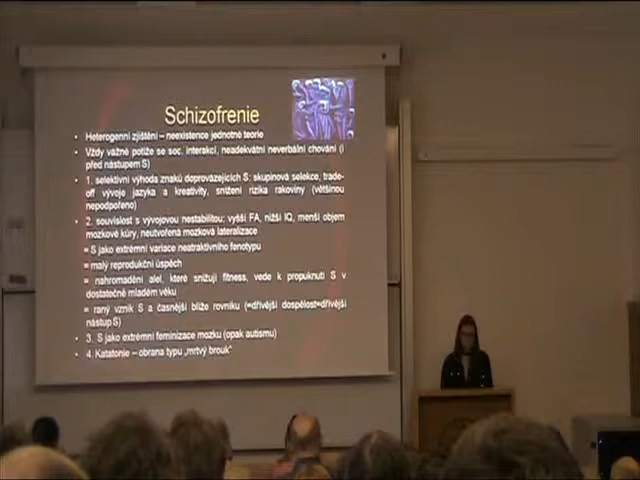 Schizofrenie
• Heterogenní zjištění – neexistence jednotné teorie
• Vždy vážné potíže se soc. interakcí, neadekvátní neverbální chování (i
před nástupem S)
• 1. selektivní výhoda znaků doprovázejících S: skupinová selekce, trade-
off vývoje jazyka a kreativity, snížení rizika rakoviny (většinou
nepodpořeno)
• 2. souvislost s vývojovou nestabilitou: vyšší FA, nižší IQ, menší objem
mozkové kůry, neutvořená mozková lateralizace
= S jako extrémní variace neatraktivního fenotypu
= malý reprodukční úspěch
= nahromadění alel, které snižují fitness, vede k propuknutí S v
dostatečně mladém věku
= raný vznik S a časnější blíže rovníku (=dřívější dospělost=dřívější
nástup S)
• 3. S jako extrémní feminizace mozku (opak autismu)
• 4. Katatonie – obrana typu „mrtvý brouk"